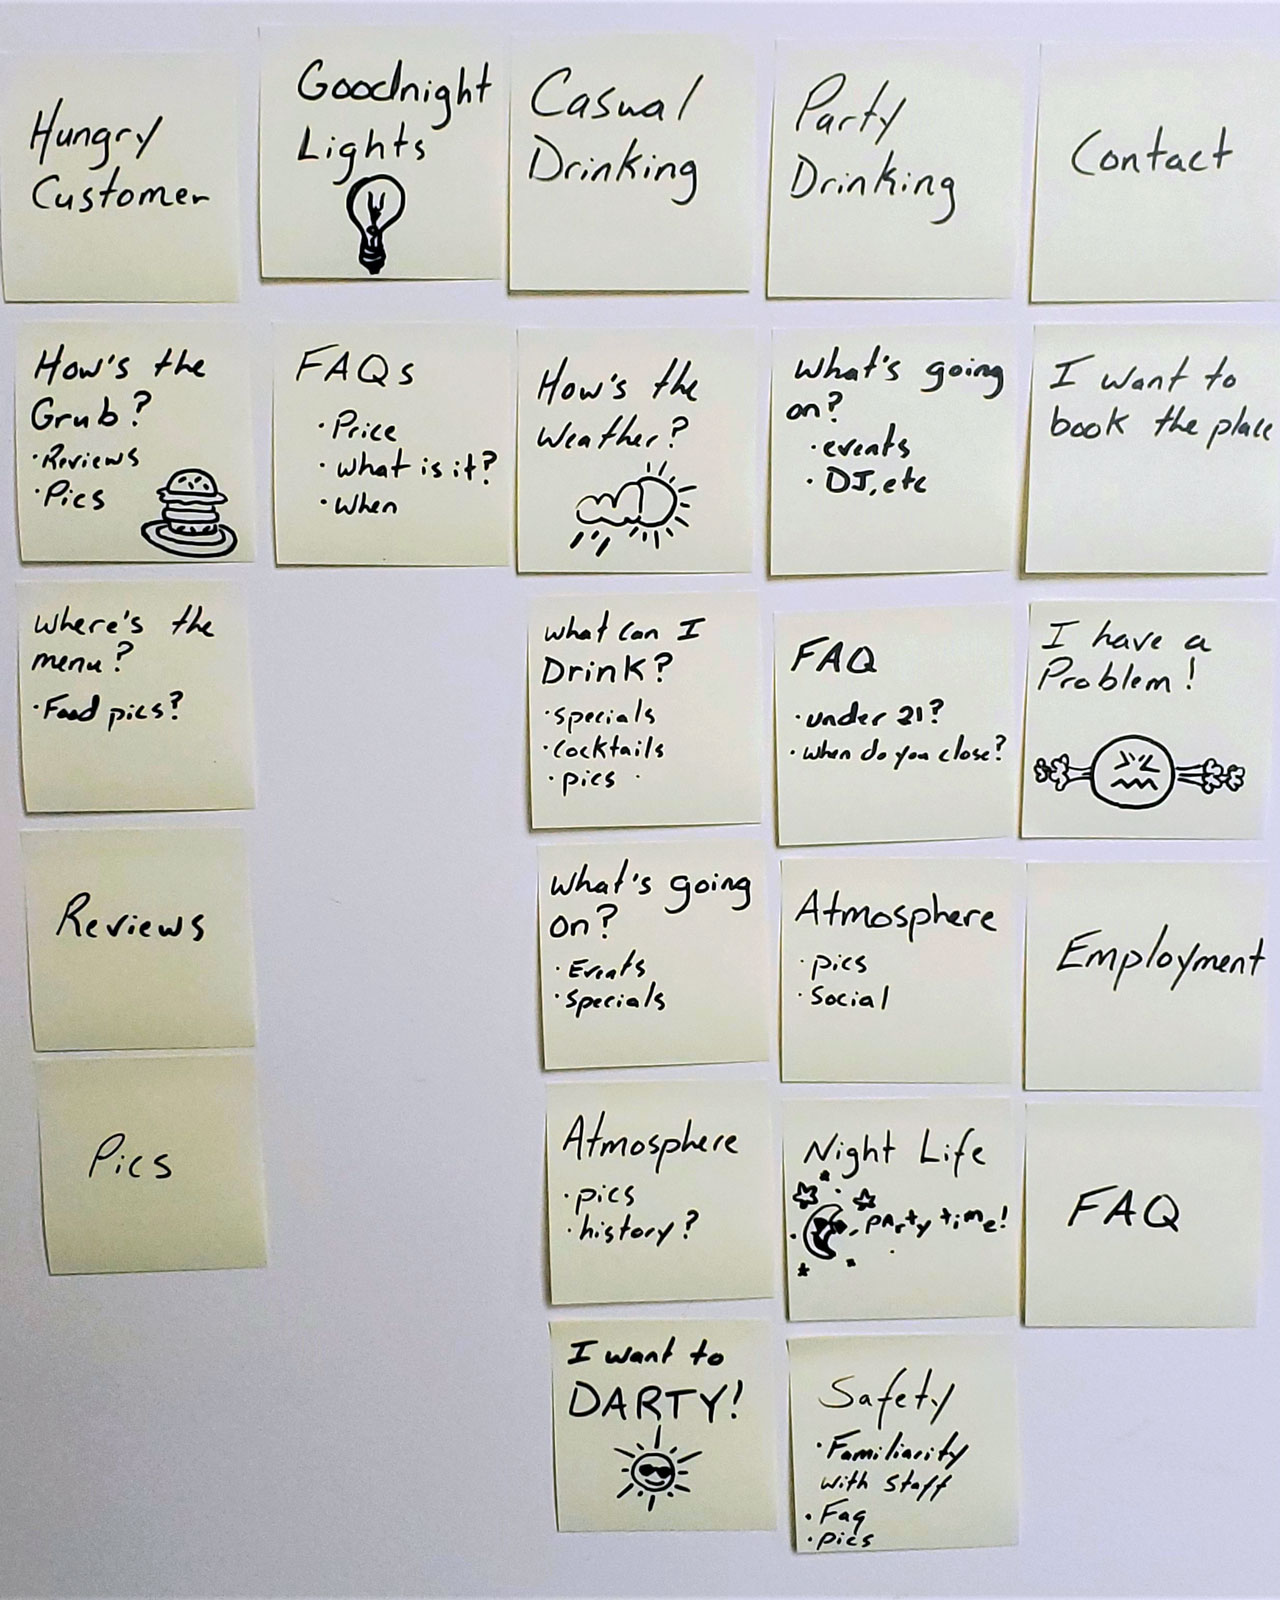 Hungry
Customer
How's the
Grub?
· Reviews
· Pics
Where's the
menu?
· Food pics?
Reviews
Pics
Goodnight
Lights
FAQs
· Price
· What is it?
· When
Casual
Drinking
How's the
Weather?
What can I
Drink?
· specials
· cocktails
· pics
What's going
on?
· Events
· specials
Atmosphere
· pics
· history?
I want to
DARTY!
Party
Drinking
What's going
on?
· events
· DJ, etc
FAQ
· under 21?
· When do you close?
Atmosphere
· pics
· Social
Night Life
party time!
Safety
· Familiarity
with staff
· Faq
· pics
Contact
I want to
book the place
I have a
Problem!
Employment
FAQ